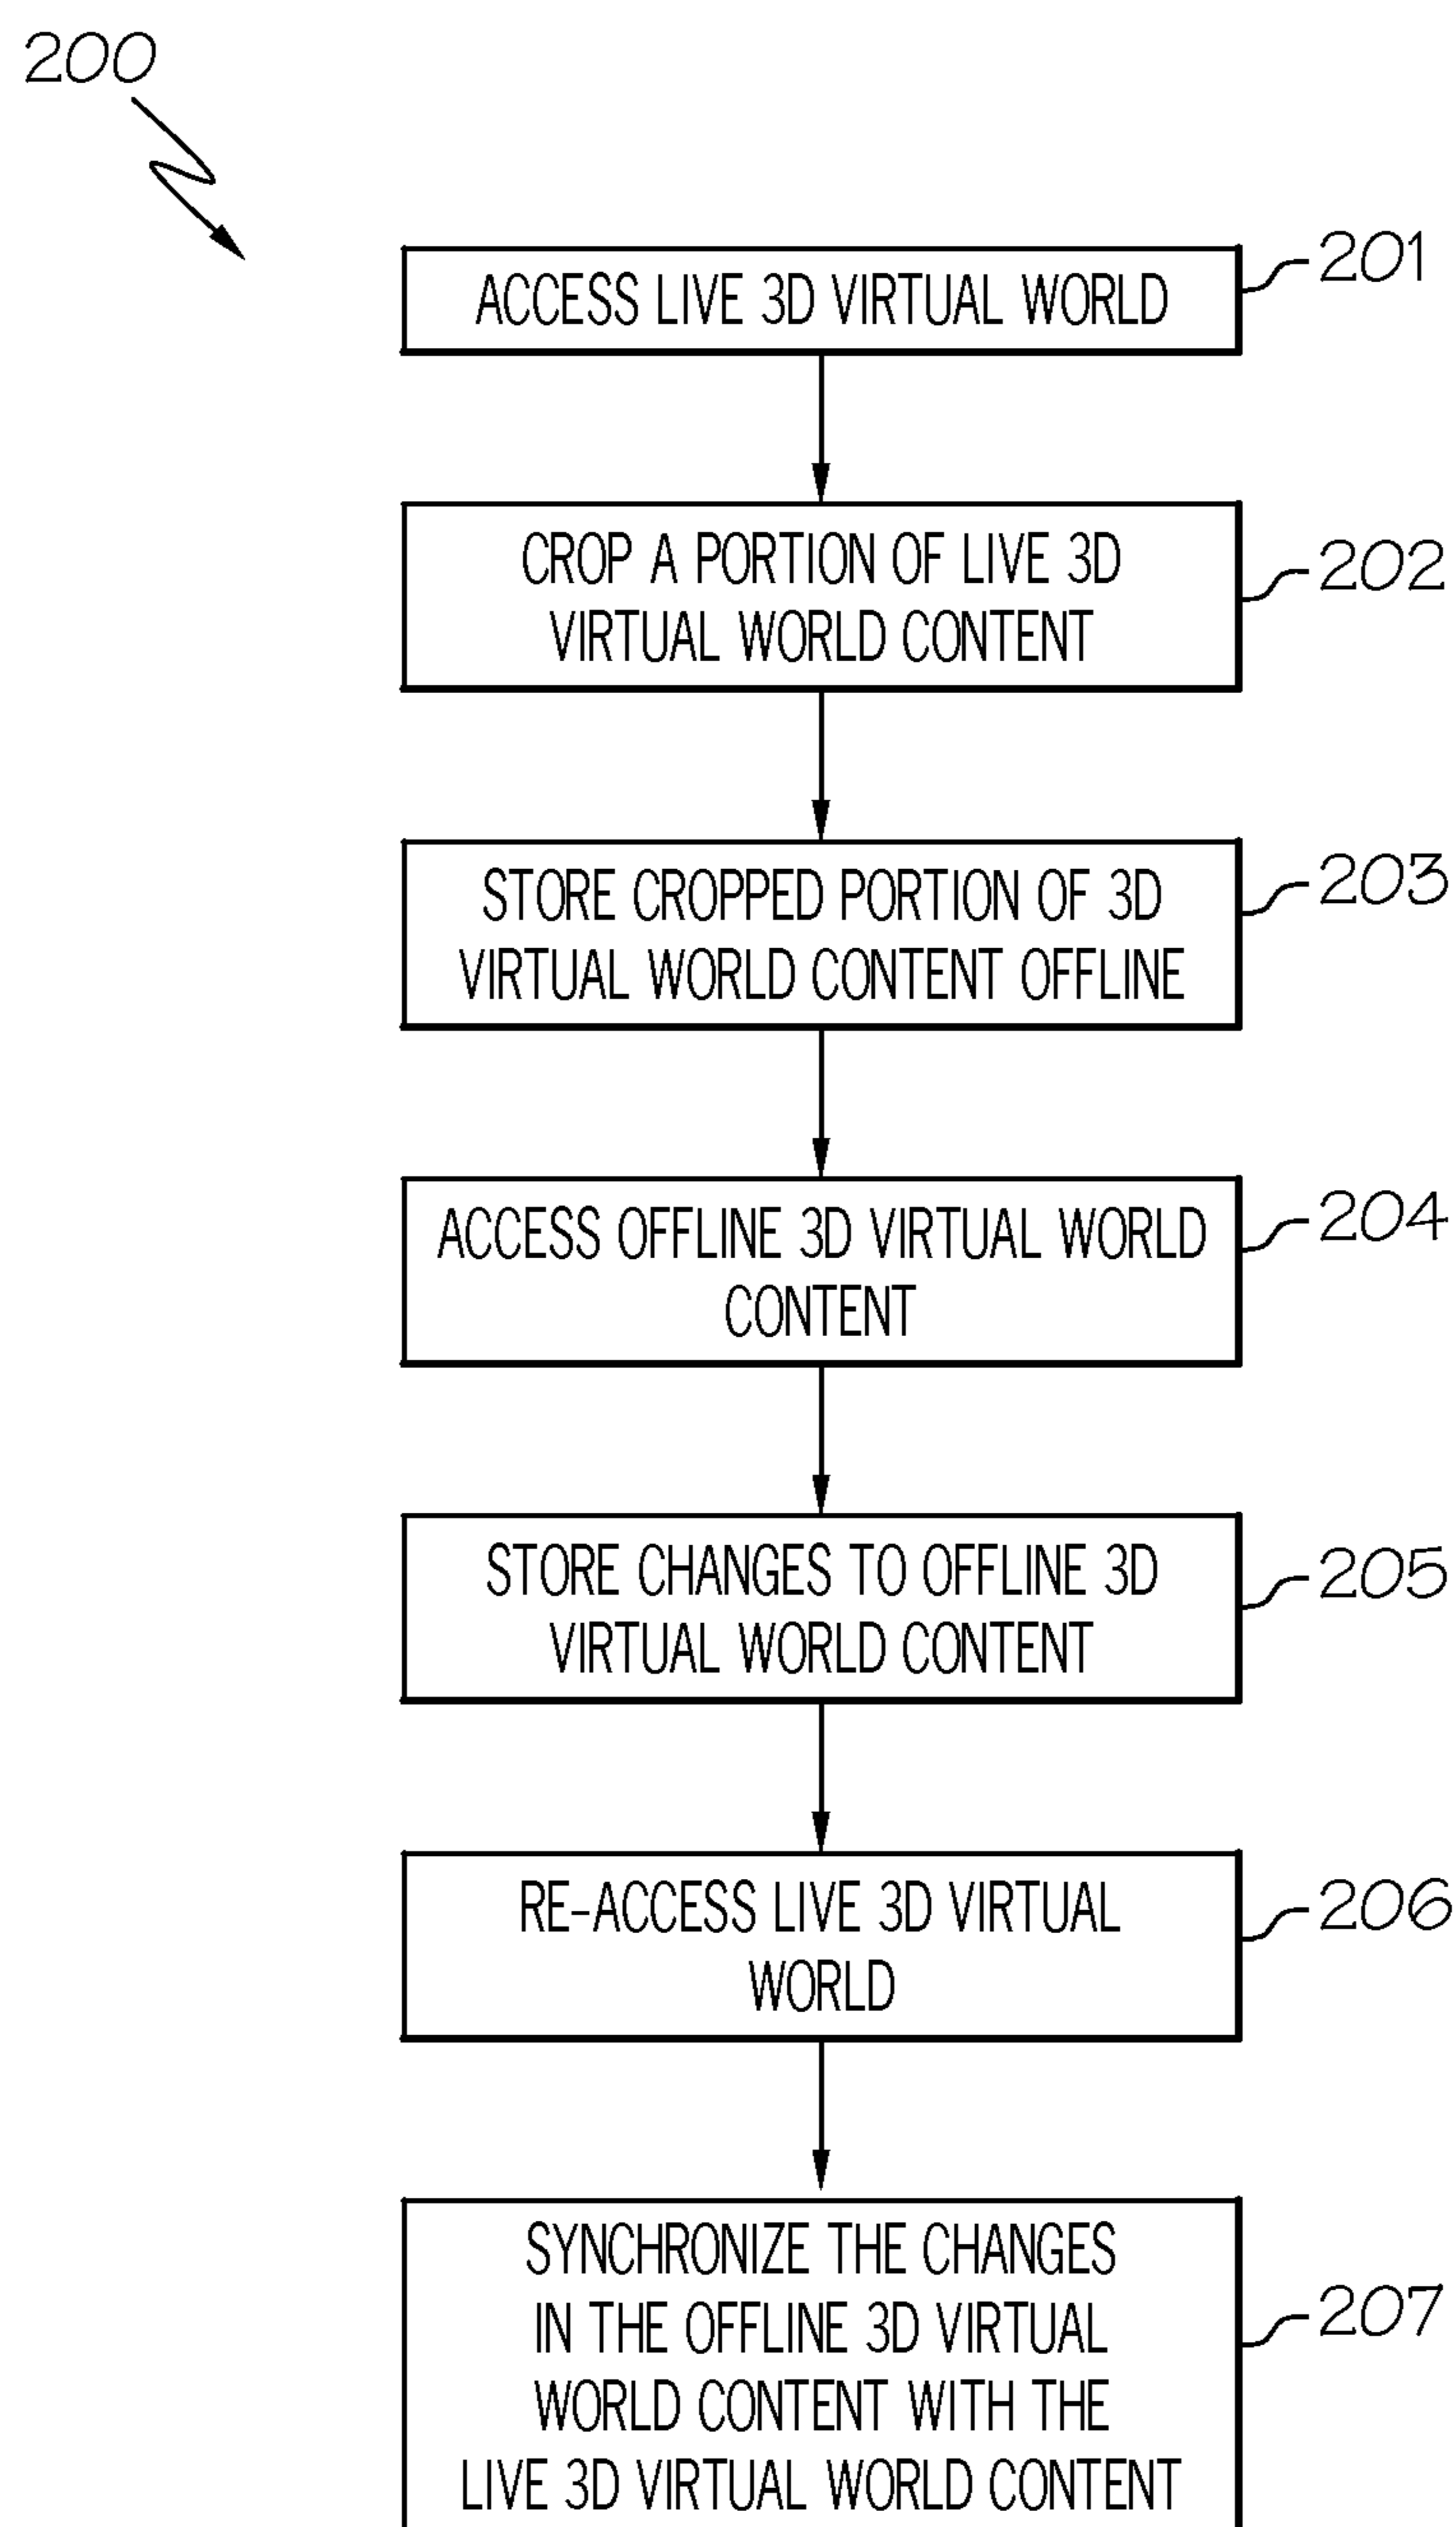 200
ACCESS LIVE 3D VIRTUAL WORLD
201
CROP A PORTION OF LIVE 3D
VIRTUAL WORLD CONTENT
202
STORE CROPPED PORTION OF 3D
VIRTUAL WORLD CONTENT OFFLINE
203
ACCESS OFFLINE 3D VIRTUAL WORLD
CONTENT
204
STORE CHANGES TO OFFLINE 3D
VIRTUAL WORLD CONTENT
205
RE-ACCESS LIVE 3D VIRTUAL
WORLD
206
SYNCHRONIZE THE CHANGES
IN THE OFFLINE 3D VIRTUAL
WORLD CONTENT WITH THE
LIVE 3D VIRTUAL WORLD CONTENT
207